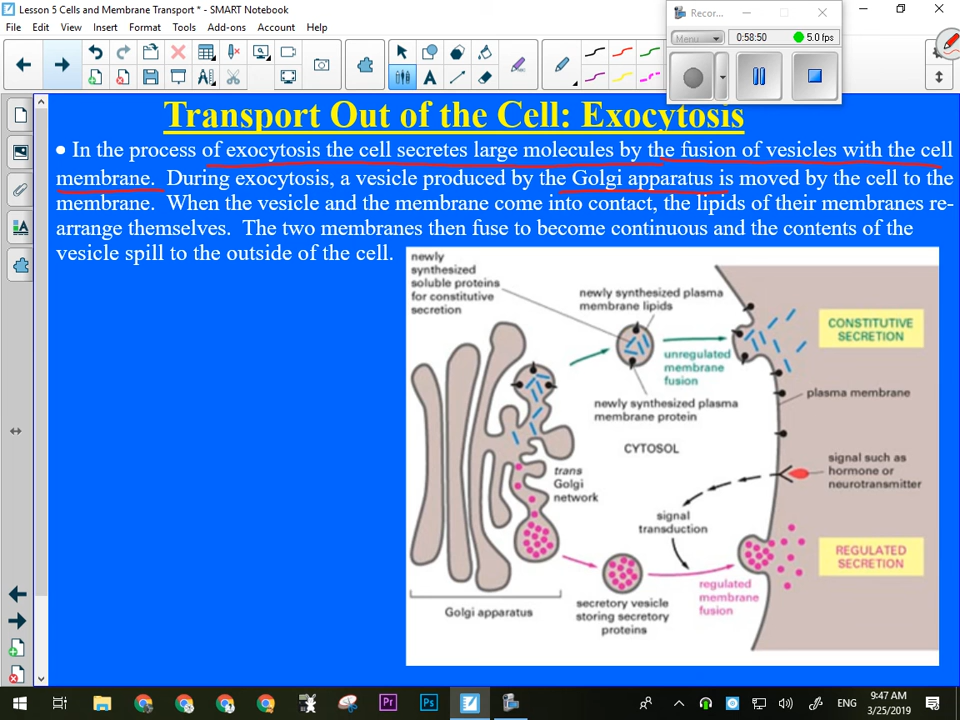 Lesson 5 Cells and Membrane Transport * - SMART Notebook
Recor...
File Edit View Insert Format Tools Add-ons Account Help
Menu
0:58:50
5.0 fps
Transport Out of the Cell: Exocytosis
• In the process of exocytosis the cell secretes large molecules by the fusion of vesicles with the cell
membrane. During exocytosis, a vesicle produced by the Golgi apparatus is moved by the cell to the
membrane. When the vesicle and the membrane come into contact, the lipids of their membranes re-
arrange themselves. The two membranes then fuse to become continuous and the contents of the
vesicle spill to the outside of the cell.
newly
synthesized
soluble proteins
for constitutive
secretion
newly synthesized plasma
membrane lipids
CONSTITUTIVE
SECRETION
unregulated
membrane
fusion
plasma membrane
newly synthesized plasma
membrane protein
CYTOSOL
signal such as
hormone or
neurotransmitter
trans
Golgi
network
signal
transduction
REGULATED
SECRETION
regulated
membrane
fusion
Golgi apparatus
secretory vesicle
storing secretory
proteins
Pr
Ps
ENG
9:47 AM
3/25/2019